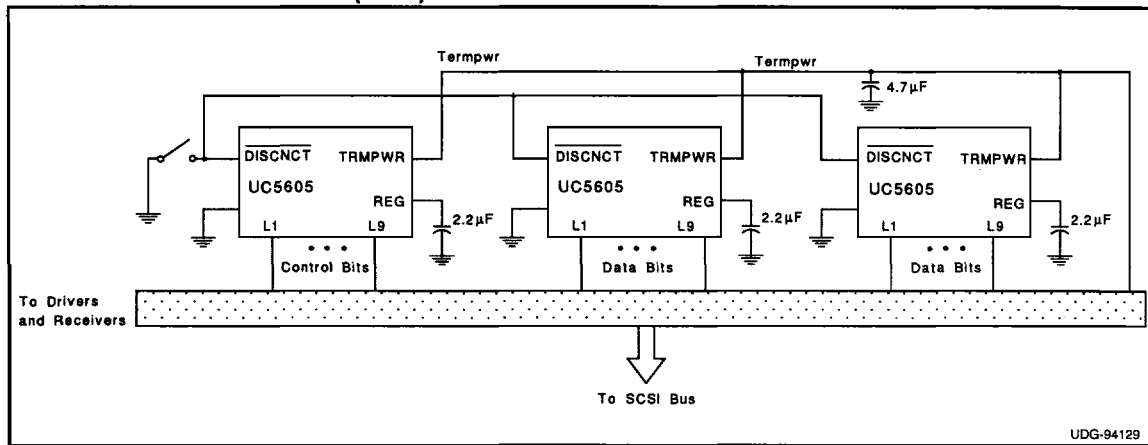 Termpwr
Termpwr
4.7µF
DISCNCT TRMPWR
UC5605
REG
L1 L9
2.2µF
Control Bits
DISCNCT TRMPWR
UC5605
REG
L1 L9
2.2µF
Data Bits
DISCNCT TRMPWR
UC5605
REG
L1 L9
2.2µF
Data Bits
To Drivers
and Receivers
To SCSI Bus
UDG-94129